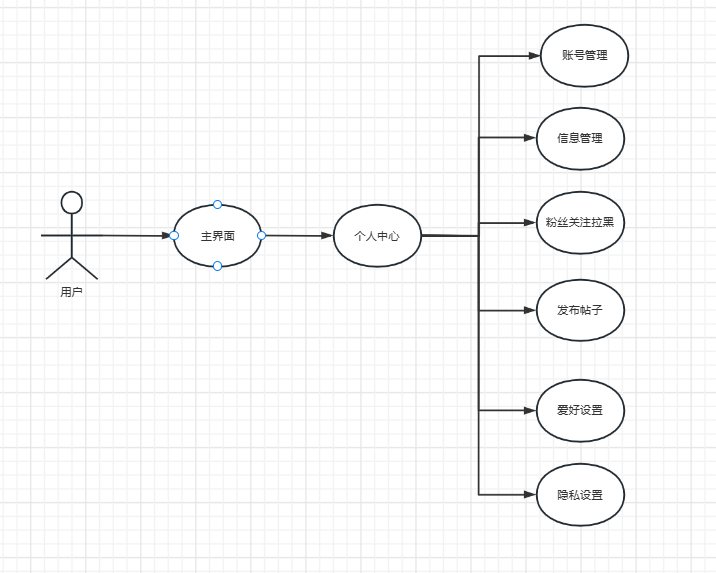 账号管理
信息管理
粉丝关注拉黑
主界面
个人中心
用户
发布帖子
爱好设置
隐私设置